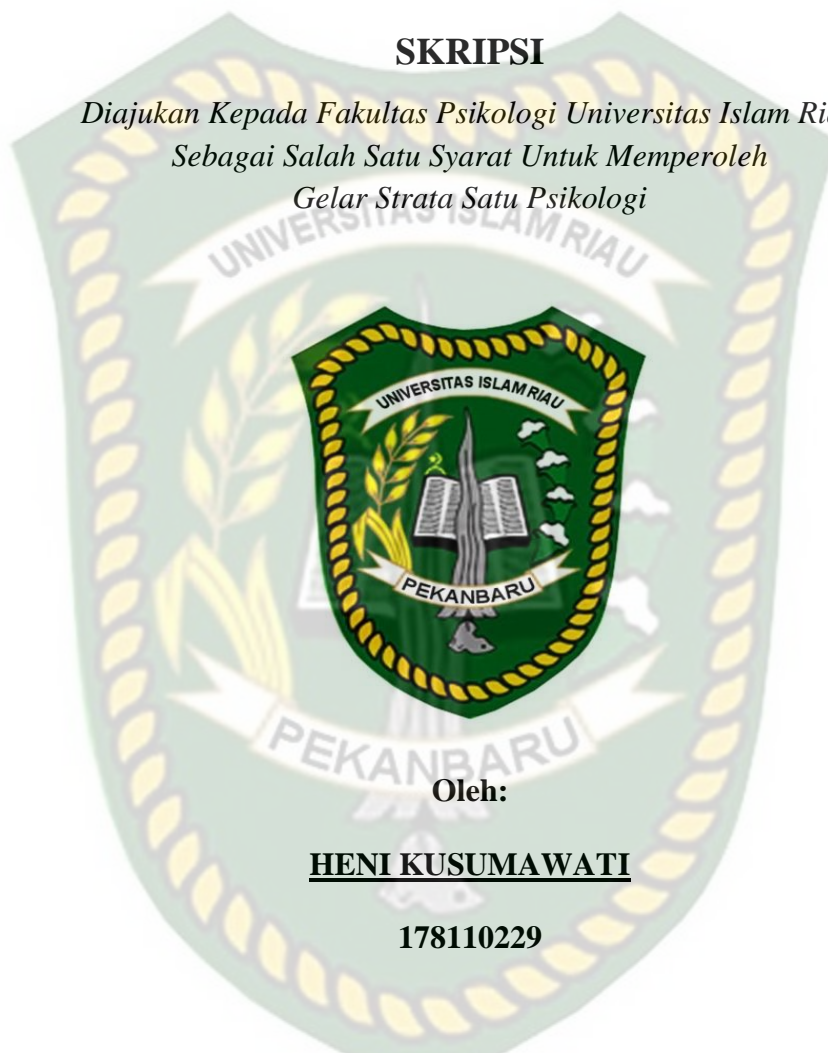 SKRIPSI
Diajukan Kepada Fakultas Psikologi Universitas Islam Ri
Sebagai Salah Satu Syarat Untuk Memperoleh
Gelar Strata Satu Psikologi
UNIVERSITAS ISLAM RIAU
UNIVERSITAS ISLAM RIAU
PEKANBARU
PEKANBARU
Oleh:
HENI KUSUMAWATI
178110229